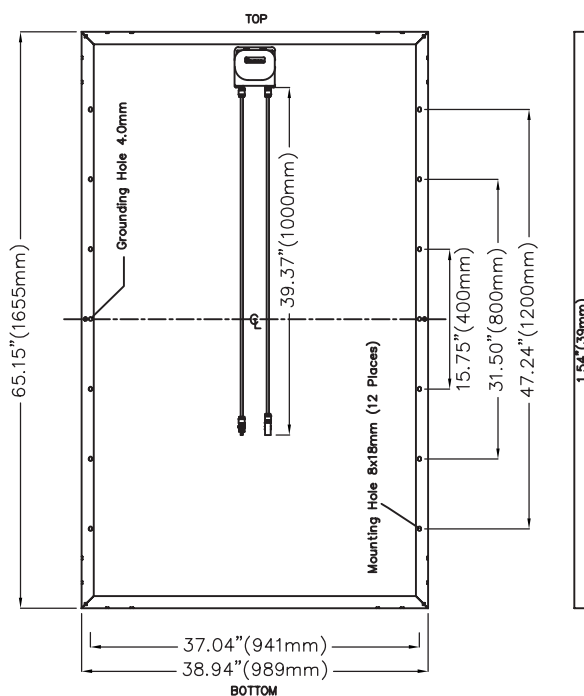 TOP
Grounding Hole 4.0mm
39.37”(1000mm)
65.15”(1655mm)
15.75”(400mm)
31.50”(800mm)
47.24”(1200mm)
1.54”(39mm)
CL
Mounting Hole 8x18mm (12 Places)
37.04”(941mm)
38.94”(989mm)
BOTTOM